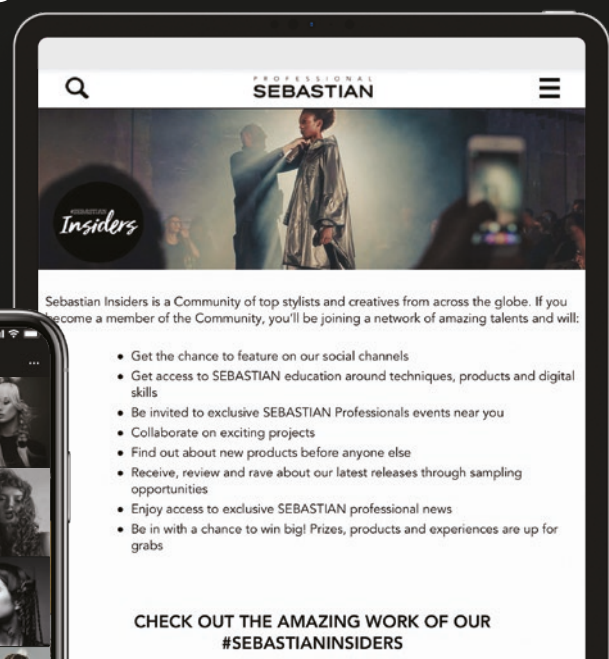 PROFESSIONAL
SEBASTIAN
#SEBASTIAN
Insiders
Sebastian Insiders is a Community of top stylists and creatives from across the globe. If you
become a member of the Community, you'll be joining a network of amazing talents and will:
• Get the chance to feature on our social channels
• Get access to SEBASTIAN education around techniques, products and digital
skills
• Be invited to exclusive SEBASTIAN Professionals events near you
• Collaborate on exciting projects
• Find out about new products before anyone else
• Receive, review and rave about our latest releases through sampling
opportunities
• Enjoy access to exclusive SEBASTIAN professional news
• Be in with a chance to win big! Prizes, products and experiences are up for
grabs
CHECK OUT THE AMAZING WORK OF OUR
#SEBASTIANINSIDERS